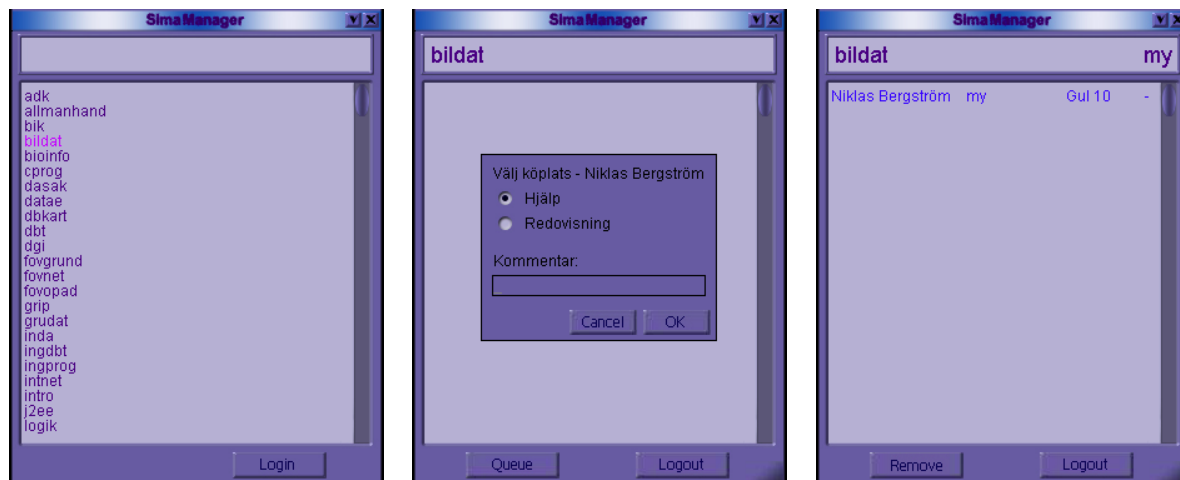 SimaManager
adk
allmanhand
bik
bildat
bioinfo
cprog
dasak
datae
dbkart
dbt
dgi
fovgrund
fovnet
fovopad
grip
grudat
inda
ingdbt
ingprog
intnet
intro
j2ee
logik
Login
SimaManager
bildat
Välj köplats - Niklas Bergström
Hjälp
Redovisning
Kommentar:
Cancel OK
Queue Logout
SimaManager
bildat my
Niklas Bergström my Gul 10 -
Remove Logout